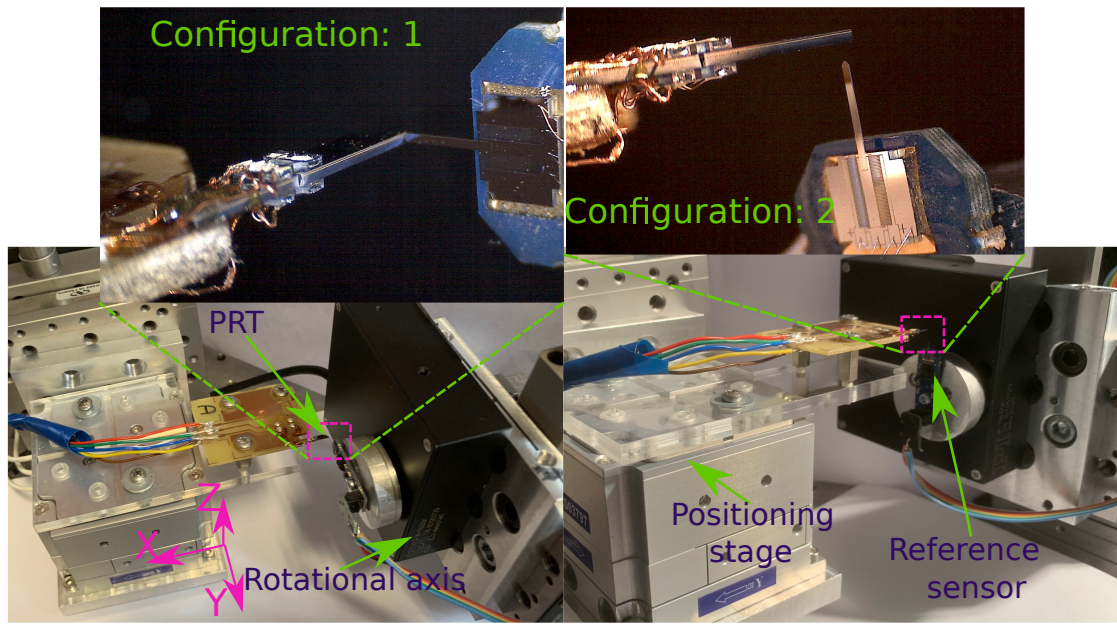 Configuration: 1
Configuration: 2
PRT
A
Z
X
Y
Rotational axis
Positioning
stage
Reference
sensor
Y